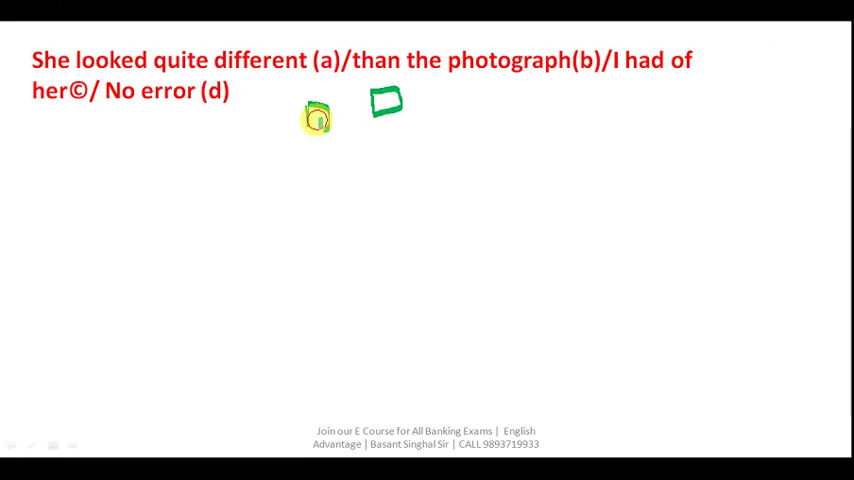 She looked quite different (a)/than the photograph(b)/I had of
her©/ No error (d)
Join our E Course for All Banking Exams | English
Advantage | Basant Singhal Sir | CALL 9893719933